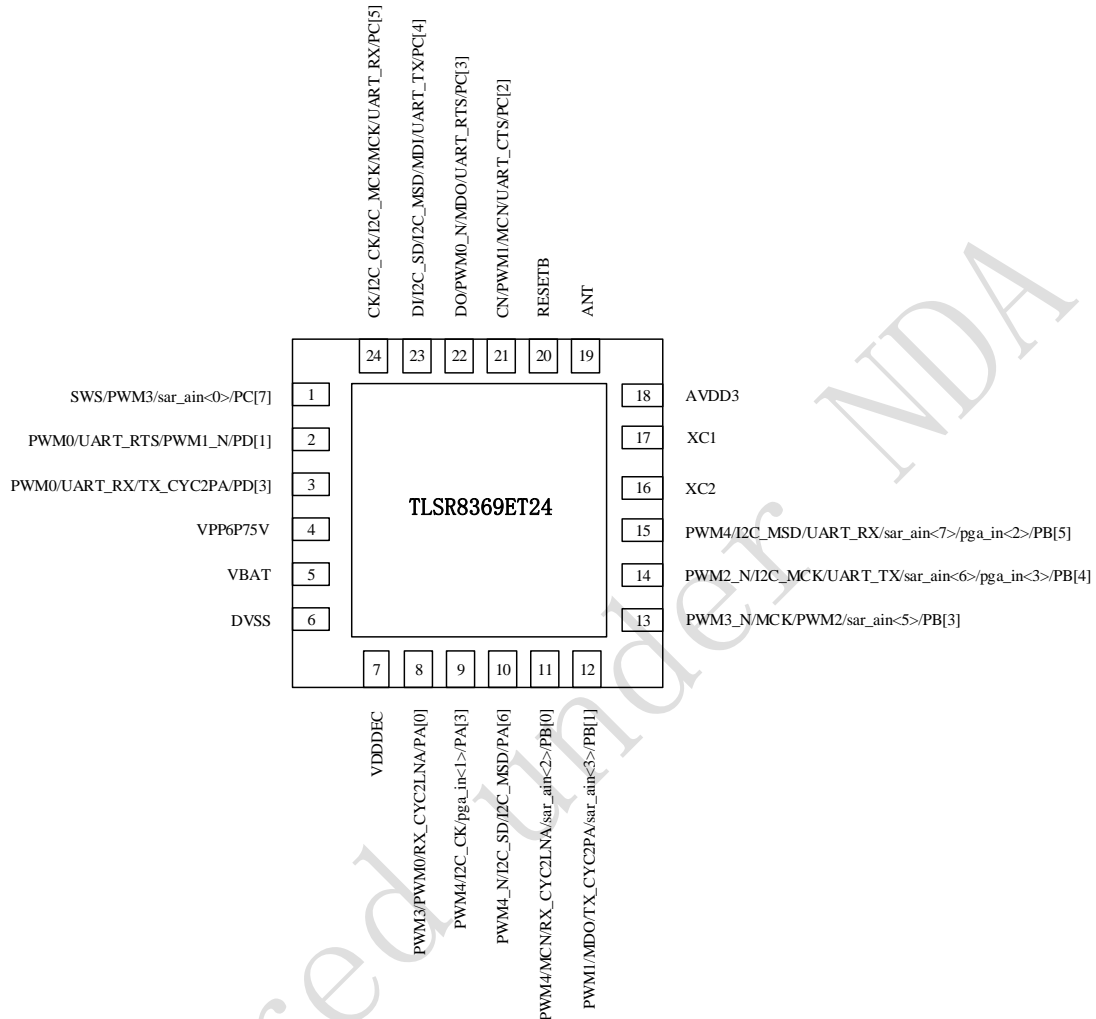 CK/I2C_CK/I2C_MCK/MCK/UART_RX/PC[5]
DI/I2C_SD/I2C_MSD/MDI/UART_TX/PC[4]
DO/PWM0_N/MDO/UART_RTS/PC[3]
CN/PWM1/MCN/UART_CTS/PC[2]
RESETB
ANT
24
23
22
21
20
19
SWS/PWM3/sar_ain<0>/PC[7]
1
PWM0/UART_RTS/PWM1_N/PD[1]
2
PWM0/UART_RX/TX_CYC2PA/PD[3]
3
VPP6P75V
4
VBAT
5
DVSS
6
TLSR8369ET24
18
AVDD3
17
XC1
16
XC2
15
PWM4/I2C_MSD/UART_RX/sar_ain<7>/pga_in<2>/PB[5]
14
PWM2_N/I2C_MCK/UART_TX/sar_ain<6>/pga_in<3>/PB[4]
13
PWM3_N/MCK/PWM2/sar_ain<5>/PB[3]
7
8
9
10
11
12
VDDDEC
PWM3/PWM0/RX_CYC2LNA/PA[0]
PWM4/I2C_CK/pga_in<1>/PA[3]
PWM4_N/I2C_SD/I2C_MSD/PA[6]
PWM4/MCN/RX_CYC2LNA/sar_ain<2>/PB[0]
PWM1/MDO/TX_CYC2PA/sar_ain<3>/PB[1]
red under NDA